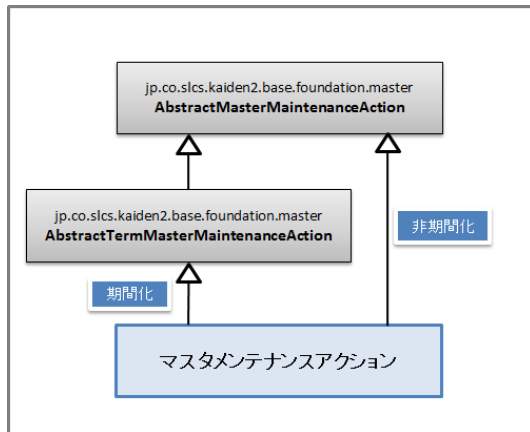 jp.co.slcs.kaiden2.base.foundation.master
AbstractMasterMaintenanceAction
jp.co.slcs.kaiden2.base.foundation.master
AbstractTermMasterMaintenanceAction
非期間化
期間化
マスタメンテナンスアクション